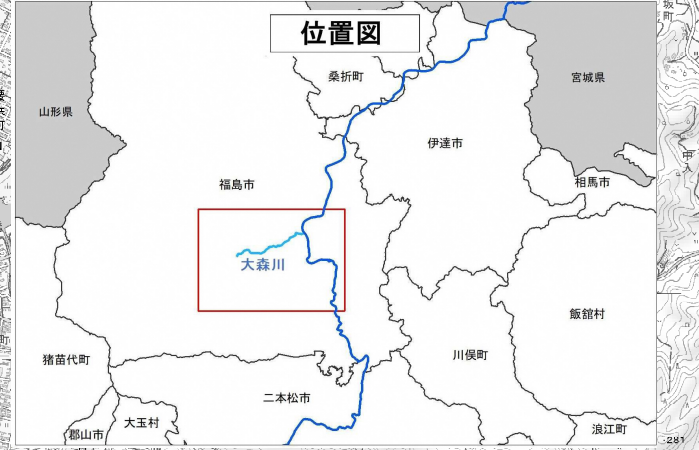 位置図
桑折町
宮城県
山形県
伊達市
福島市
相馬市
大森川
飯舘村
猪苗代町
川俣町
二本松市
大玉村
浪江町
郡山市
281